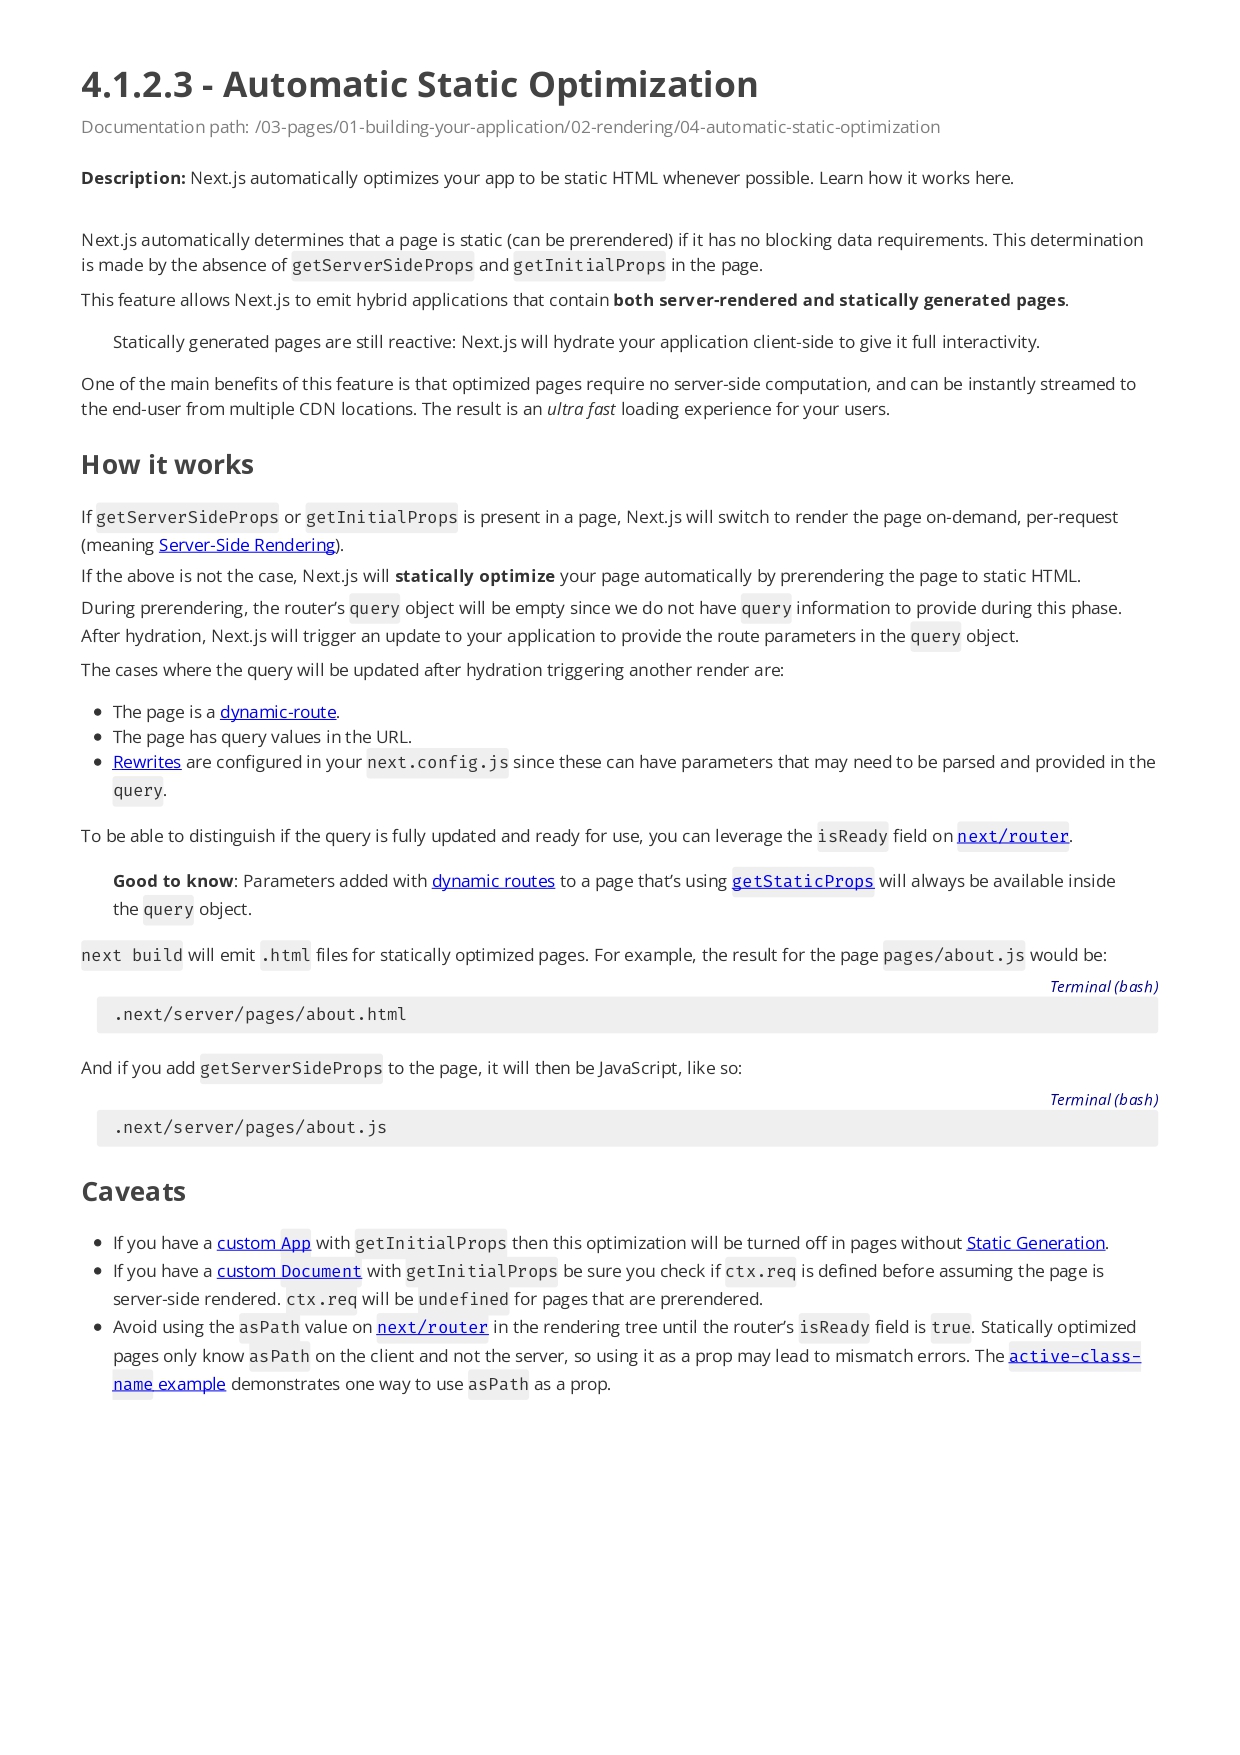 4.1.2.3 - Automatic Static Optimization
Documentation path: /03-pages/01-building-your-application/02-rendering/04-automatic-static-optimization
Description: Next.js automatically optimizes your app to be static HTML whenever possible. Learn how it works here.
Next.js automatically determines that a page is static (can be prerendered) if it has no blocking data requirements. This determination
is made by the absence of getServerSideProps and getInitialProps in the page.
This feature allows Next.js to emit hybrid applications that contain both server-rendered and statically generated pages.
Statically generated pages are still reactive: Next.js will hydrate your application client-side to give it full interactivity.
One of the main benefits of this feature is that optimized pages require no server-side computation, and can be instantly streamed to
the end-user from multiple CDN locations. The result is an ultra fast loading experience for your users.
How it works
If getServerSideProps or getInitialProps is present in a page, Next.js will switch to render the page on-demand, per-request
(meaning Server-Side Rendering).
If the above is not the case, Next.js will statically optimize your page automatically by prerendering the page to static HTML.
During prerendering, the router’s query object will be empty since we do not have query information to provide during this phase.
After hydration, Next.js will trigger an update to your application to provide the route parameters in the query object.
The cases where the query will be updated after hydration triggering another render are:
● The page is a dynamic-route.
● The page has query values in the URL.
● Rewrites are configured in your next.config.js since these can have parameters that may need to be parsed and provided in the
query.
To be able to distinguish if the query is fully updated and ready for use, you can leverage the isReady field on next/router.
Good to know: Parameters added with dynamic routes to a page that’s using getStaticProps will always be available inside
the query object.
next build will emit .html files for statically optimized pages. For example, the result for the page pages/about.js would be:
Terminal (bash)
.next/server/pages/about.html
And if you add getServerSideProps to the page, it will then be JavaScript, like so:
Terminal (bash)
.next/server/pages/about.js
Caveats
● If you have a custom App with getInitialProps then this optimization will be turned off in pages without Static Generation.
● If you have a custom Document with getInitialProps be sure you check if ctx.req is defined before assuming the page is
server-side rendered. ctx.req will be undefined for pages that are prerendered.
● Avoid using the asPath value on next/router in the rendering tree until the router’s isReady field is true. Statically optimized
pages only know asPath on the client and not the server, so using it as a prop may lead to mismatch errors. The active-class-
name example demonstrates one way to use asPath as a prop.